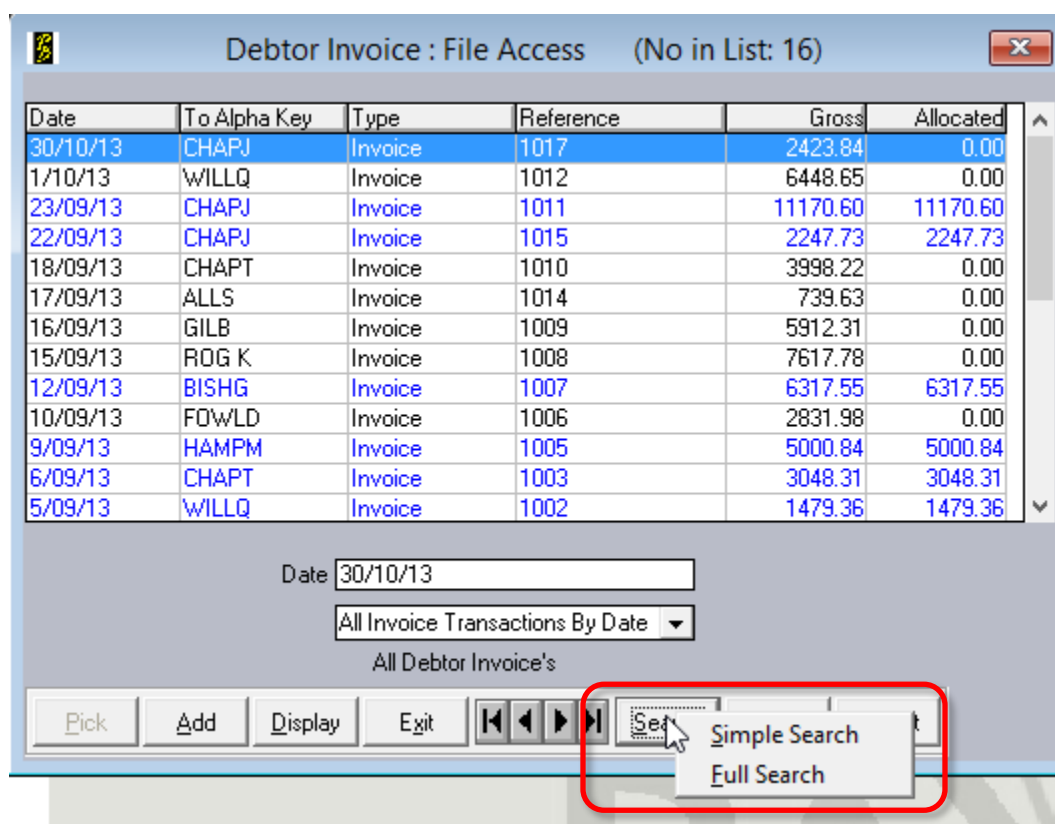 Debtor Invoice : File Access (No in List: 16)
Date To Alpha Key Type Reference Gross Allocated
30/10/13 CHAPJ Invoice 1017 2423.84 0.00
1/10/13 WILLQ Invoice 1012 6448.65 0.00
23/09/13 CHAPJ Invoice 1011 11170.60 11170.60
22/09/13 CHAPJ Invoice 1015 2247.73 2247.73
18/09/13 CHAPT Invoice 1010 3998.22 0.00
17/09/13 ALLS Invoice 1014 739.63 0.00
16/09/13 GILB Invoice 1009 5912.31 0.00
15/09/13 ROG K Invoice 1008 7617.78 0.00
12/09/13 BISHG Invoice 1007 6317.55 6317.55
10/09/13 FOWLD Invoice 1006 2831.98 0.00
9/09/13 HAMPM Invoice 1005 5000.84 5000.84
6/09/13 CHAPT Invoice 1003 3048.31 3048.31
5/09/13 WILLQ Invoice 1002 1479.36 1479.36
Date 30/10/13
All Invoice Transactions By Date
All Debtor Invoice's
Pick Add Display Exit
Simple Search
Full Search